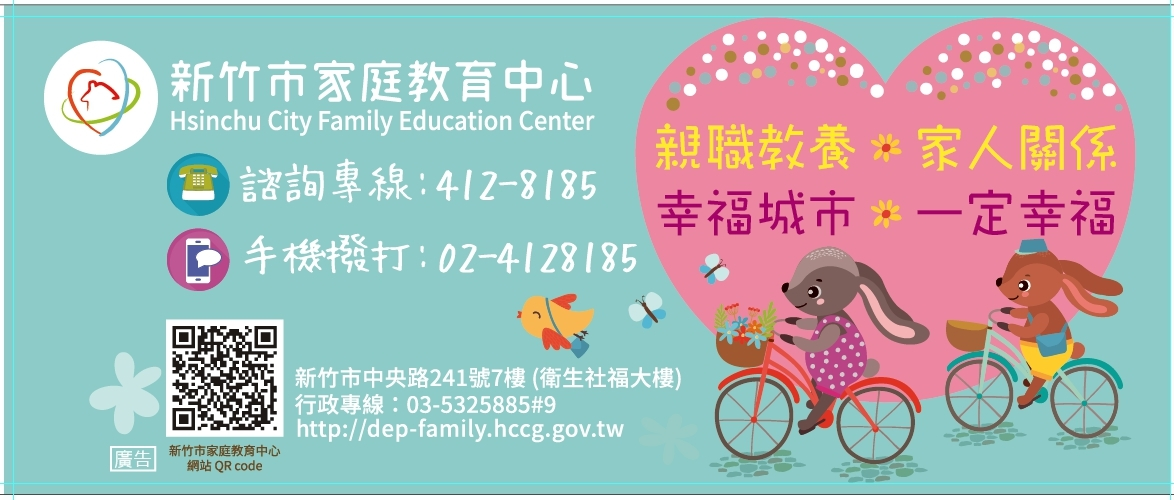 新竹市家庭教育中心
Hsinchu City Family Education Center
諮詢專線：412-8185
手機撥打：02-4128185
親職教養 家人關係
幸福城市 一定幸福
新竹市中央路241號7樓 (衛生社福大樓)
行政專線：03-5325885#9
http://dep-family.hccg.gov.tw
廣告
新竹市家庭教育中心
網站 QR code